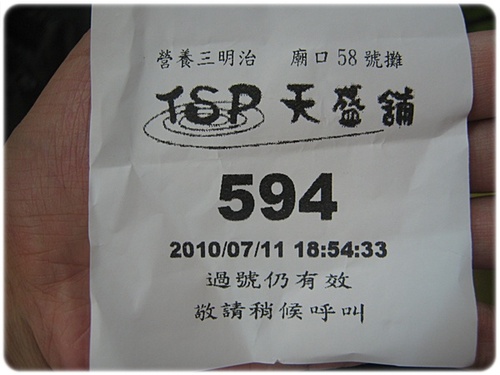 營養三明治 廟口58號攤
TSP 天盛舖
594
2010/07/11 18:54:33
過號仍有效
敬請稍候呼叫